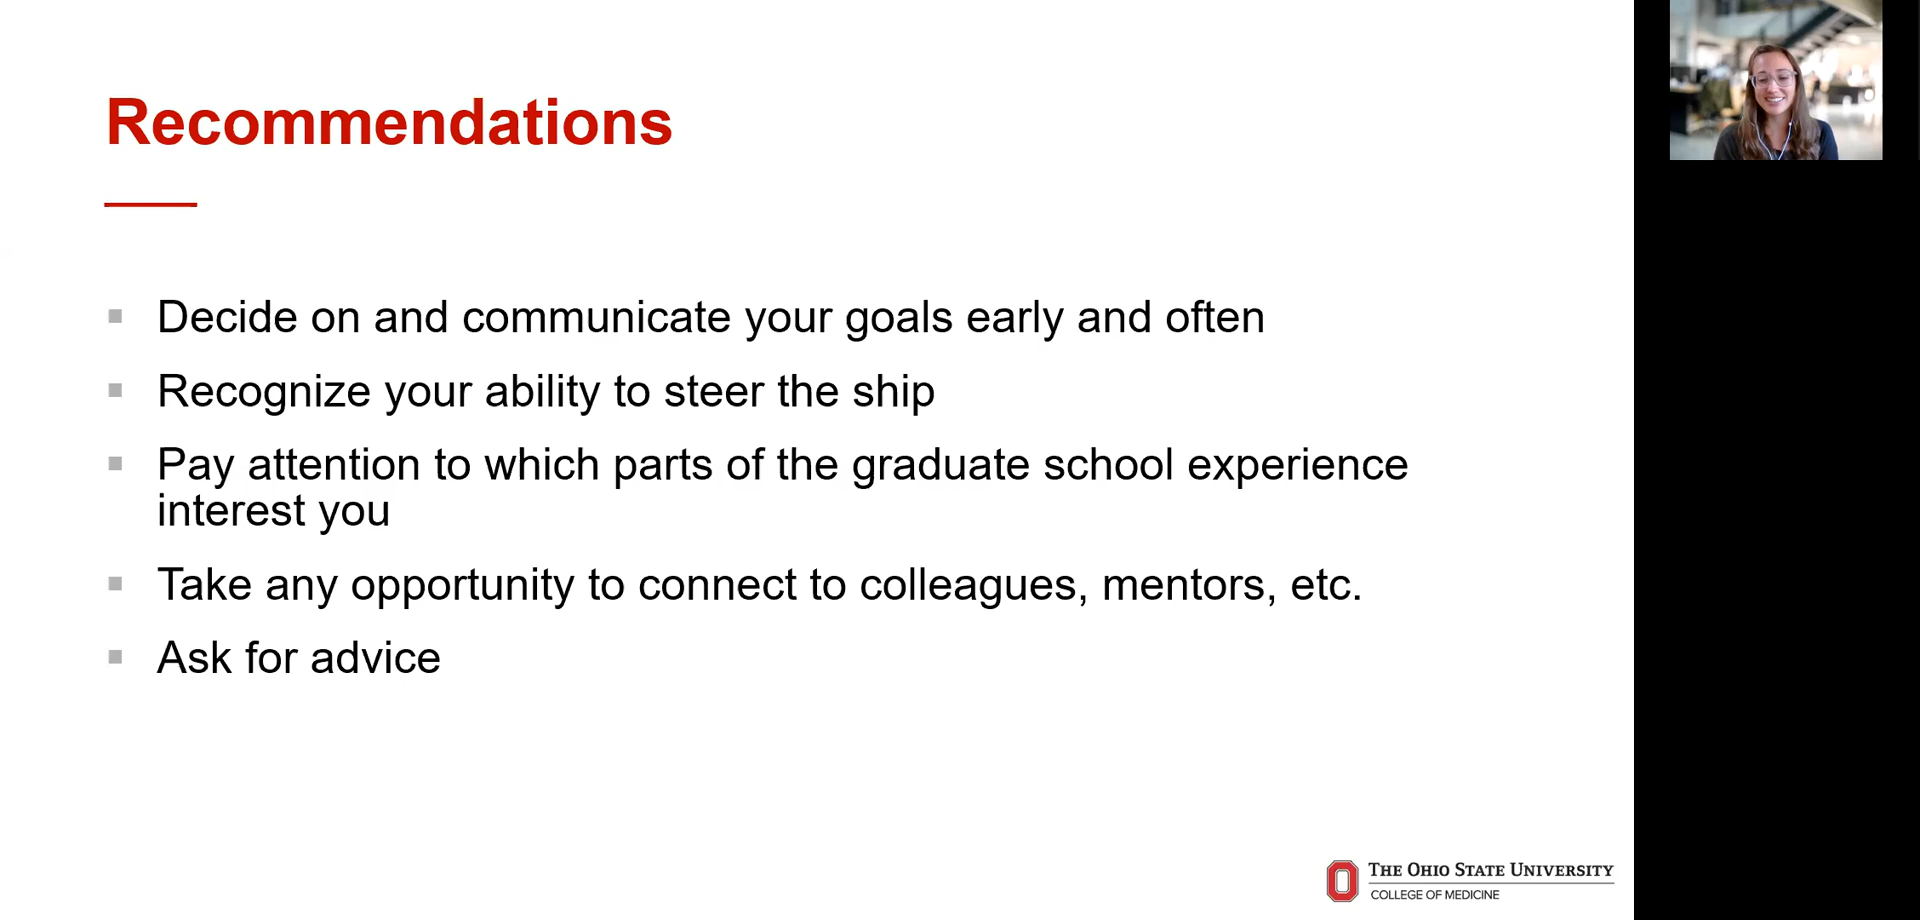 Recommendations
Decide on and communicate your goals early and often
Recognize your ability to steer the ship
Pay attention to which parts of the graduate school experience
interest you
Take any opportunity to connect to colleagues, mentors, etc.
Ask for advice
THE OHIO STATE UNIVERSITY
COLLEGE OF MEDICINE